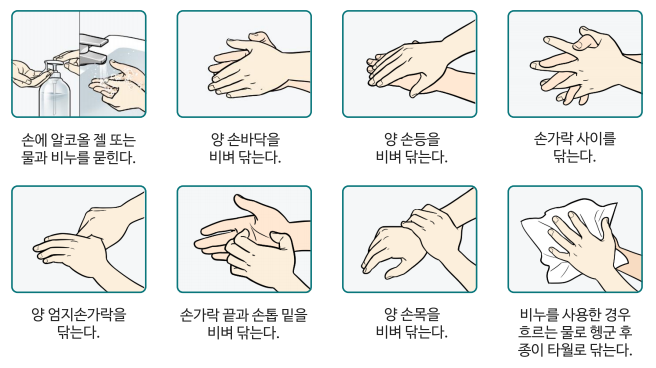 손에 알코올 젤 또는
물과 비누를 묻힌다.
양 손바닥을
비벼 닦는다.
양 손등을
비벼 닦는다.
손가락 사이를
닦는다.
양 엄지손가락을
닦는다.
손가락 끝과 손톱 밑을
비벼 닦는다.
양 손목을
비벼 닦는다.
비누를 사용한 경우
흐르는 물로 헹군 후
종이 타월로 닦는다.